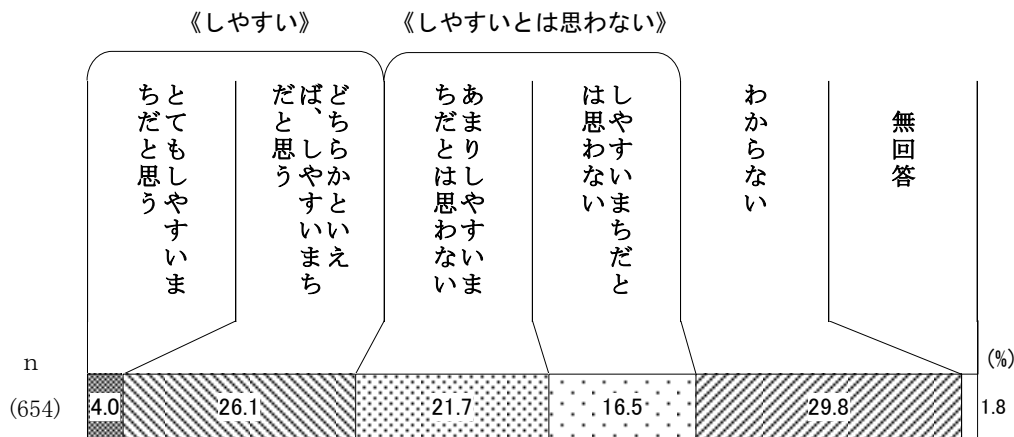 《しやすい》
《しやすいとは思わない》
とてもしやすいま
ちだと思う
どちらかといえ
ば、しやすいまち
だと思う
あまりしやすいま
ちだとは思わない
しやすいまちだと
は思わない
わからない
無回答
n
(%)
(654)
4.0
26.1
21.7
16.5
29.8
1.8